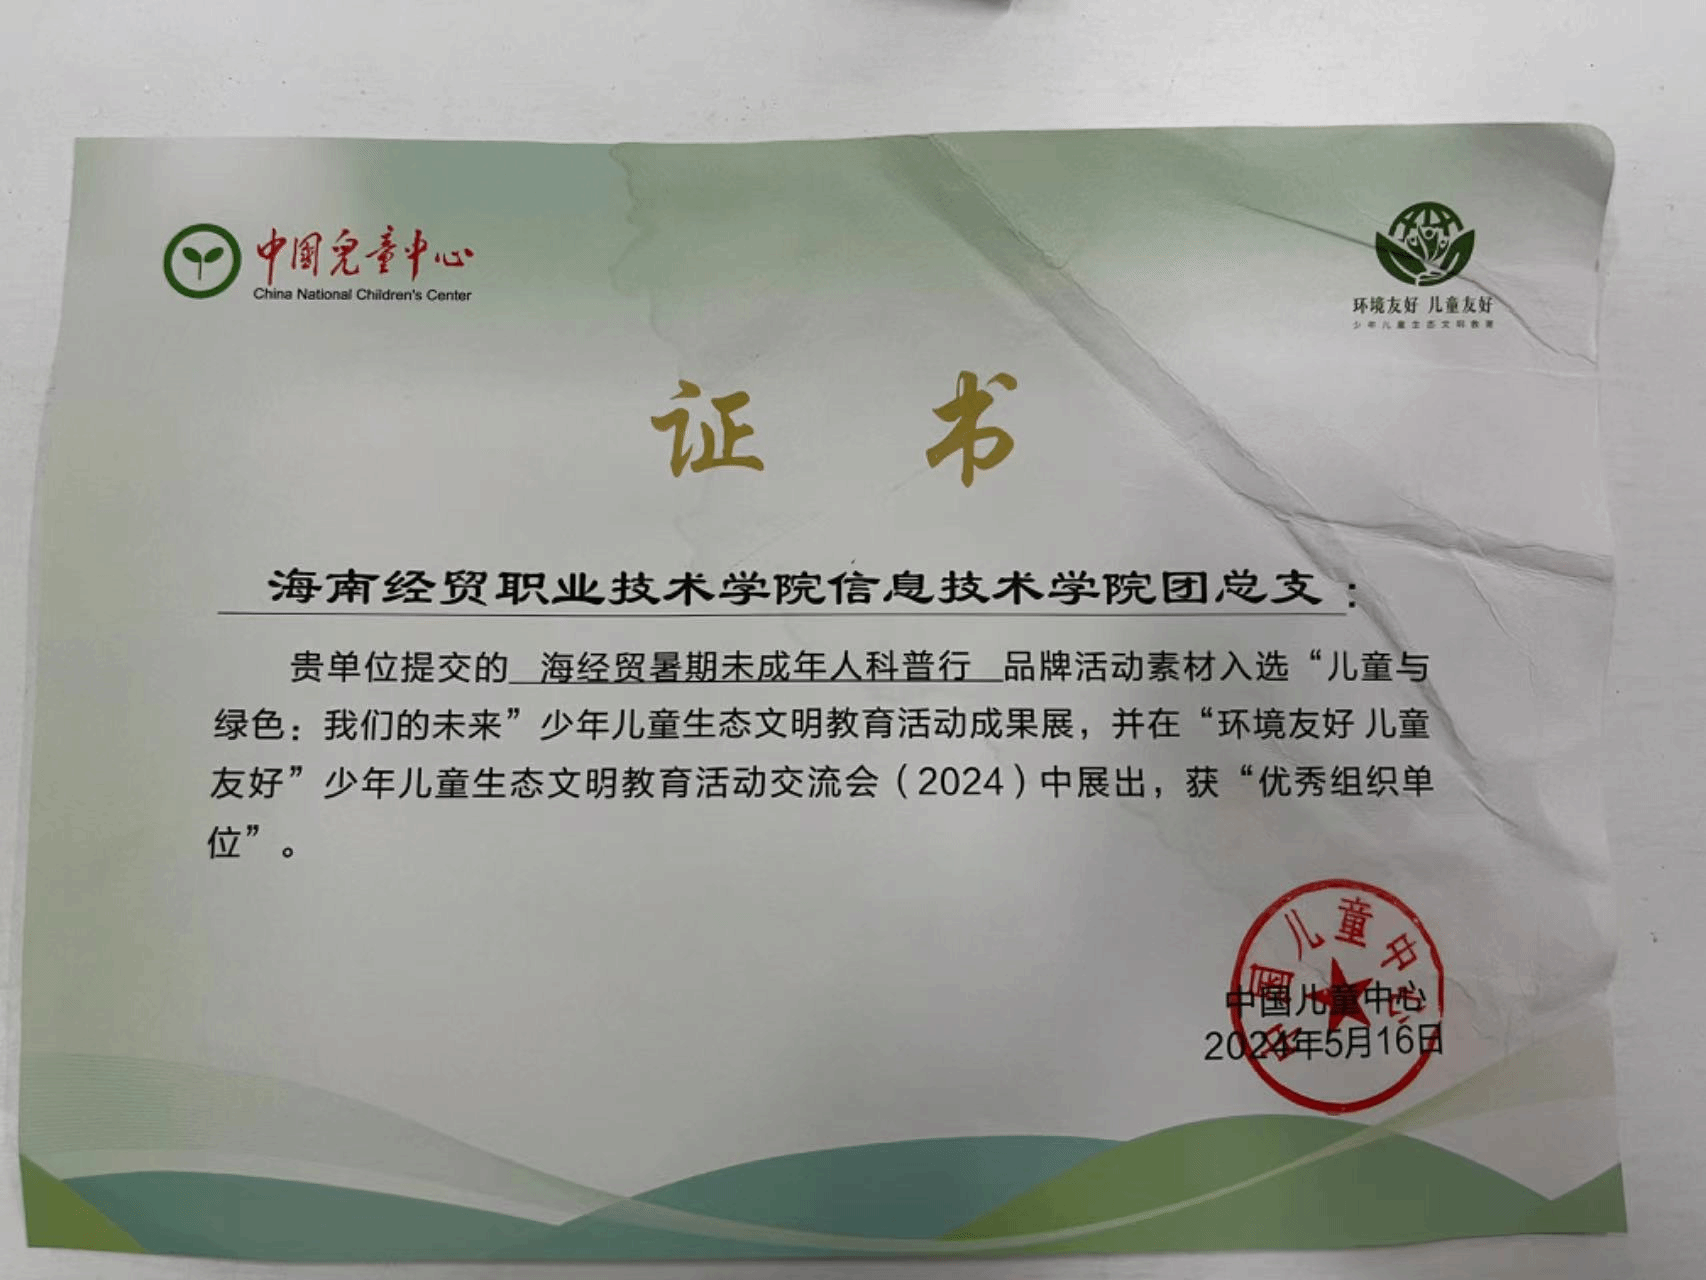 中国儿童中心
China National Children's Center
环境友好 儿童友好
少年儿童生态文明教育
证书
海南经贸职业技术学院信息技术学院团总支：
贵单位提交的 海经贸暑期未成年人科普行 品牌活动素材入选“儿童与
绿色：我们的未来”少年儿童生态文明教育活动成果展，并在“环境友好 儿童
友好”少年儿童生态文明教育活动交流会（2024）中展出，获“优秀组织单
位”。
中国儿童中心
中国儿童中心
2024年5月16日